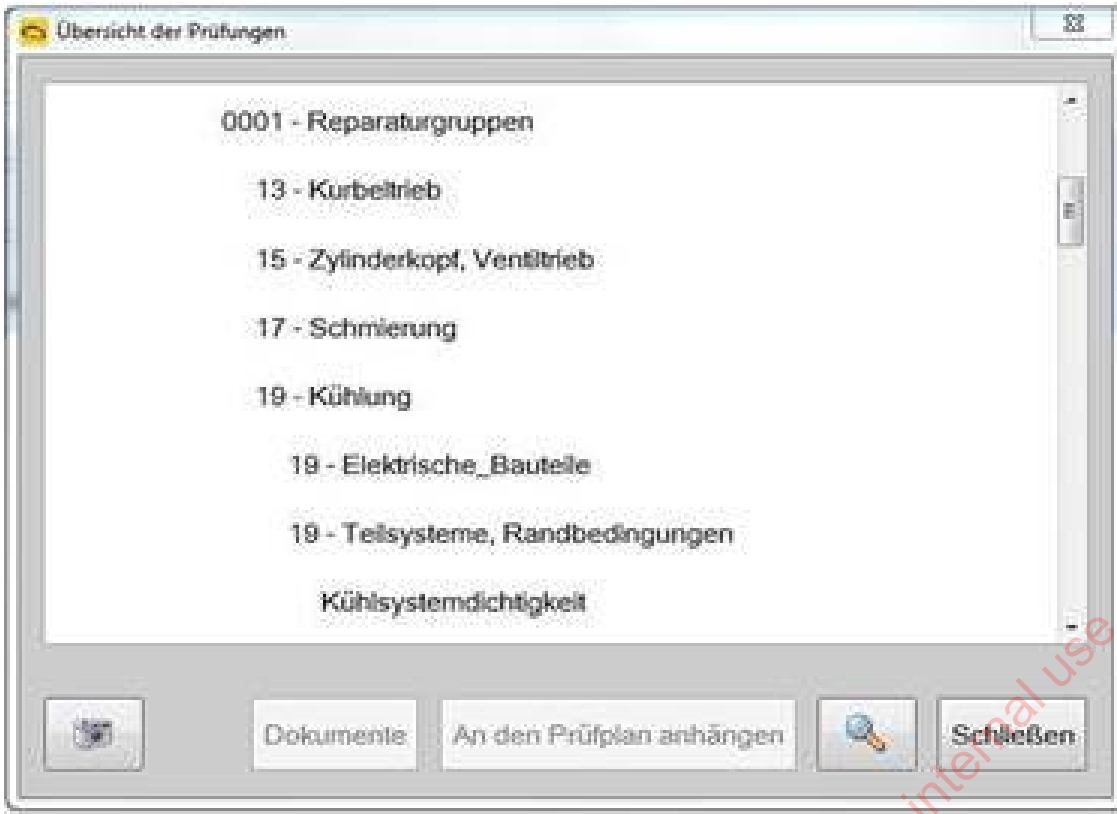 Übersicht der Prüfungen
0001 - Reparaturgruppen
13 - Kurbeltrieb
15 - Zylinderkopf, Ventiltrieb
17 - Schmierung
19 - Kühlung
19 - Elektrische_Bauteile
19 - Teilsysteme, Randbedingungen
Kühlsystemdichtigkeit
Dokumente An den Prüfplan anhängen Schließen
internal use